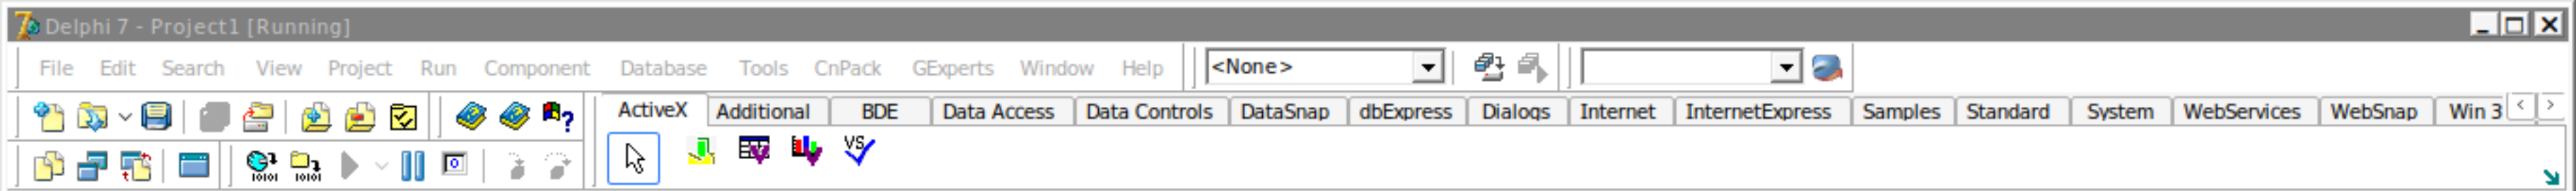 Delphi 7 - Project1 [Running]
File Edit Search View Project Run Component Database Tools CnPack GExperts Window Help <None>
ActiveX Additional BDE Data Access Data Controls DataSnap dbExpress Dialogs Internet InternetExpress Samples Standard System WebServices WebSnap Win 3
VS